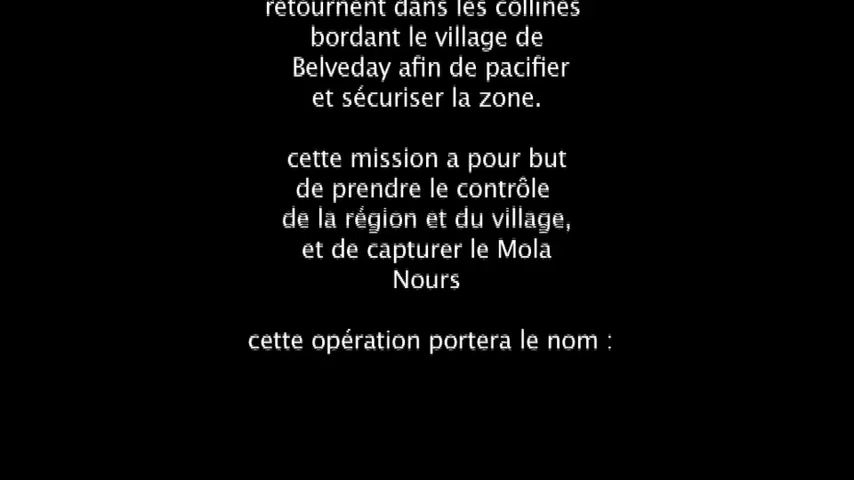 retournent dans les collines
bordant le village de
Belveday afin de pacifier
et sécuriser la zone.
cette mission a pour but
de prendre le contrôle
de la région et du village,
et de capturer le Mola
Nours
cette opération portera le nom :